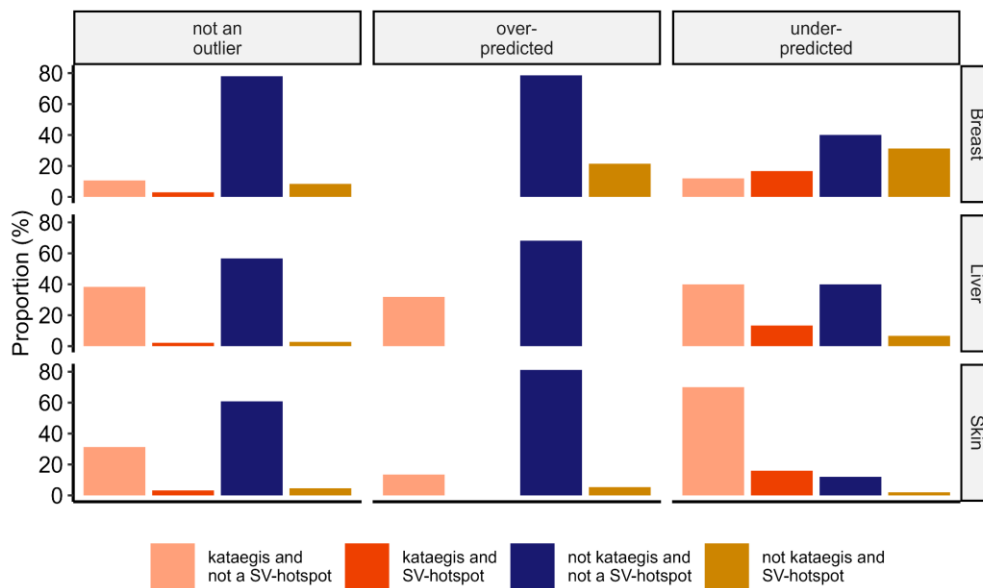 not an
outlier
over-
predicted
under-
predicted
Proportion (%)
80
60
40
20
0
Breast
80
60
40
20
0
Liver
80
60
40
20
0
Skin
kataegis and
not a SV-hotspot
kataegis and
SV-hotspot
not kataegis and
not a SV-hotspot
not kataegis and
SV-hotspot